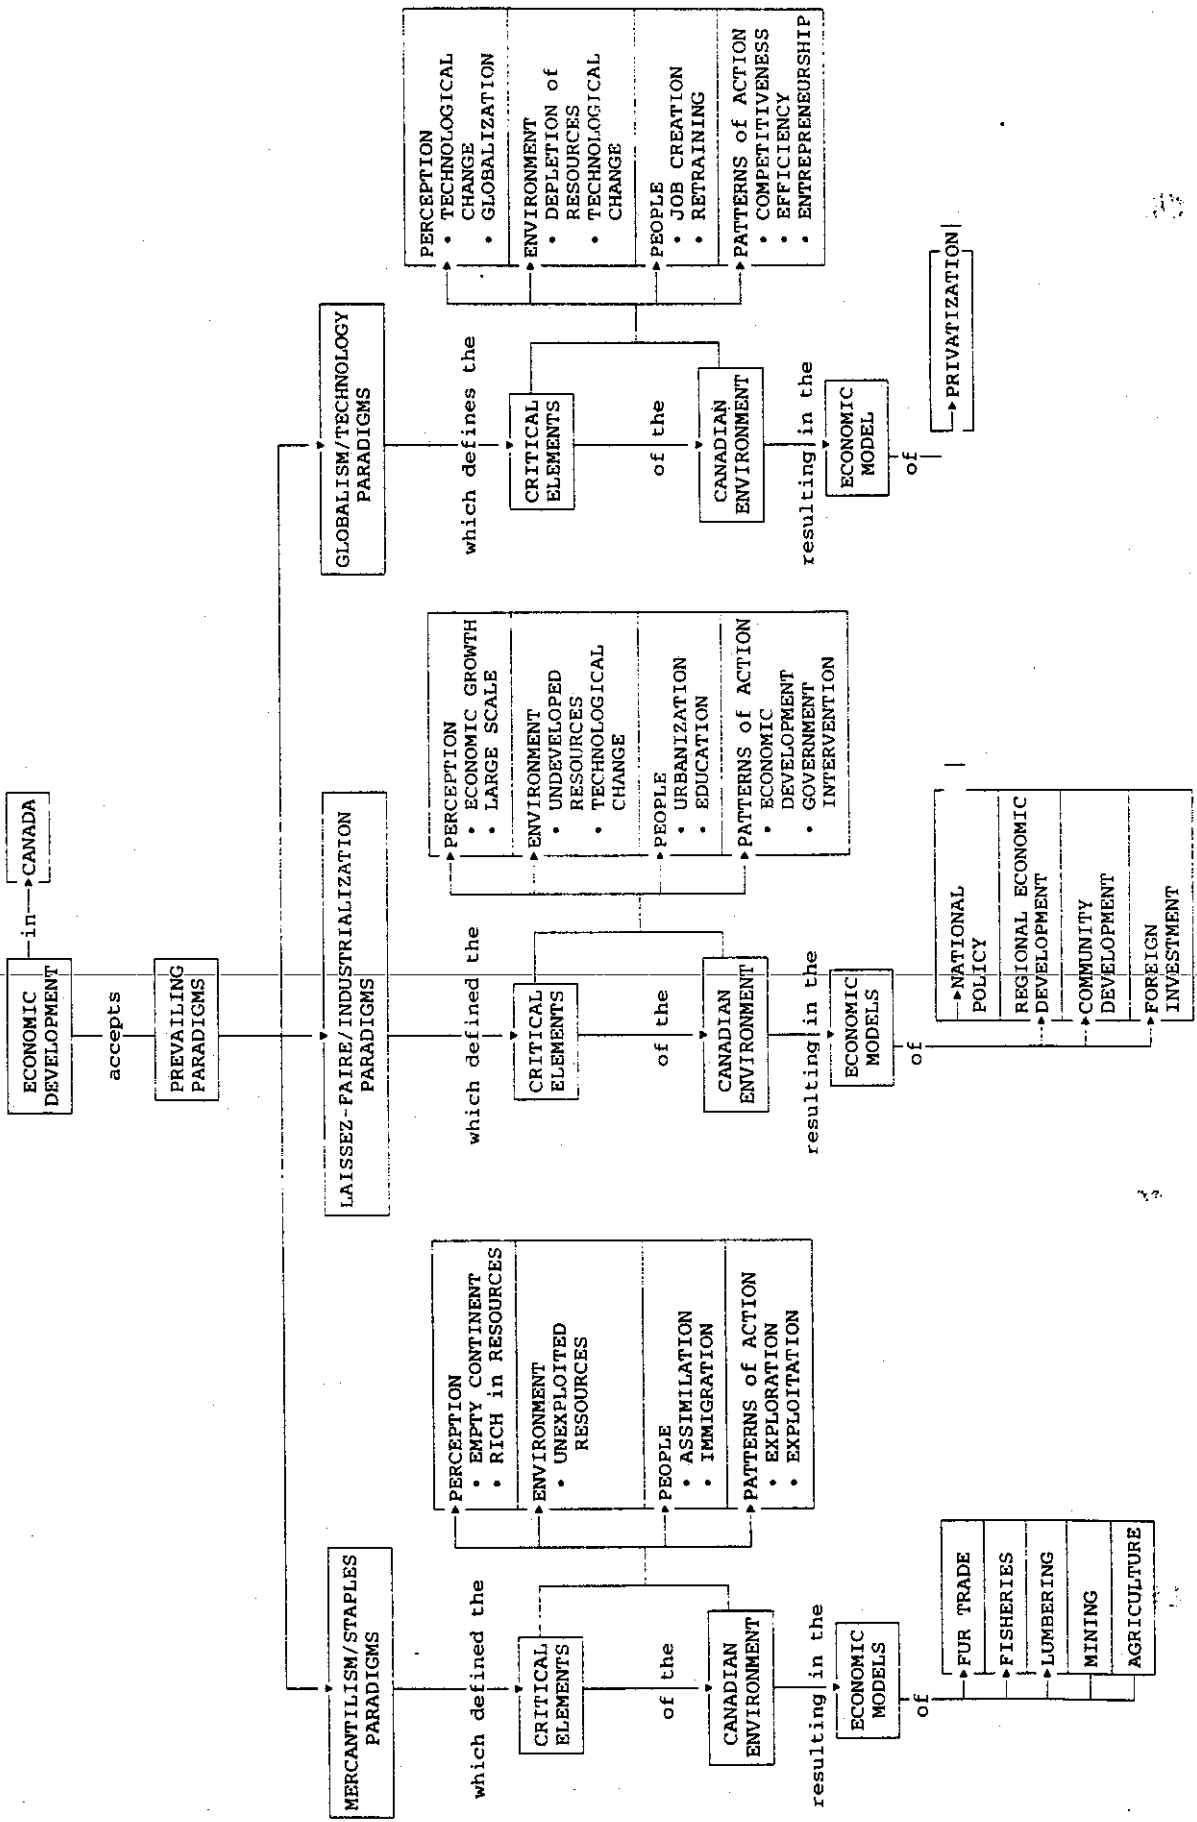 ECONOMIC
DEVELOPMENT
in
CANADA
accepts
PREVAILING
PARADIGMS
MERCANTILISM/STAPLES
PARADIGMS
which defined the
CRITICAL
ELEMENTS
of the
CANADIAN
ENVIRONMENT
PERCEPTION
• EMPTY CONTINENT
• RICH in RESOURCES
ENVIRONMENT
• UNEXPLOITED
RESOURCES
PEOPLE
• ASSIMILATION
• IMMIGRATION
PATTERNS of ACTION
• EXPLORATION
• EXPLOITATION
resulting in the
ECONOMIC
MODELS
of
FUR TRADE
FISHERIES
LUMBERING
MINING
AGRICULTURE
LAISSEZ-FAIRE/INDUSTRIALIZATION
PARADIGMS
which defined the
CRITICAL
ELEMENTS
of the
CANADIAN
ENVIRONMENT
PERCEPTION
• ECONOMIC GROWTH
• LARGE SCALE
ENVIRONMENT
• UNDEVELOPED
RESOURCES
• TECHNOLOGICAL
CHANGE
PEOPLE
• URBANIZATION
• EDUCATION
PATTERNS of ACTION
• ECONOMIC
DEVELOPMENT
• GOVERNMENT
INTERVENTION
resulting in the
ECONOMIC
MODELS
of
NATIONAL
POLICY
REGIONAL ECONOMIC
DEVELOPMENT
COMMUNITY
DEVELOPMENT
FOREIGN
INVESTMENT
GLOBALISM/TECHNOLOGY
PARADIGMS
which defines the
CRITICAL
ELEMENTS
of the
CANADIAN
ENVIRONMENT
PERCEPTION
• TECHNOLOGICAL
CHANGE
• GLOBALIZATION
ENVIRONMENT
• DEPLETION of
RESOURCES
• TECHNOLOGICAL
CHANGE
PEOPLE
• JOB CREATION
• RETRAINING
PATTERNS of ACTION
• COMPETITIVENESS
• EFFICIENCY
• ENTREPRENEURSHIP
resulting in the
ECONOMIC
MODEL
of
PRIVATIZATION